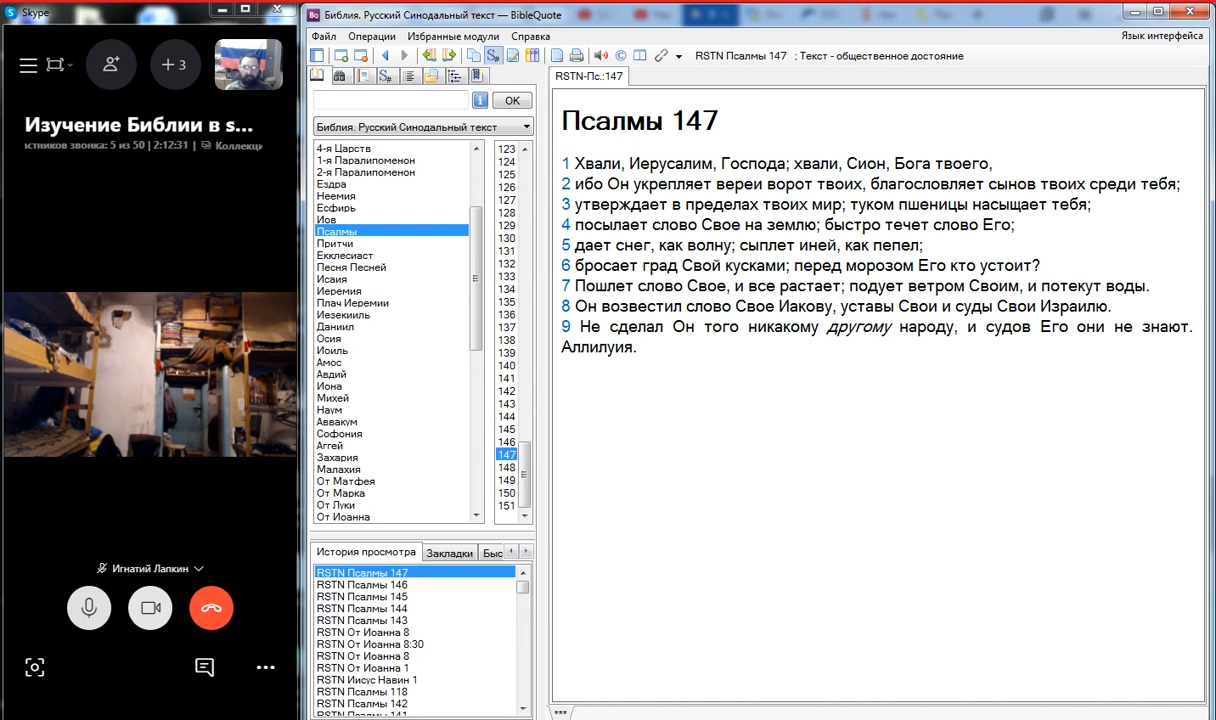 Skype
+ 3
Изучение Библии в s...
стников звонка: 5 из 50 | 2:12:31 | Коллекци
Игнатий Лапкин
Библия. Русский Синодальный текст — BibleQuote
Файл Операции Избранные модули Справка
Язык интерфейса
RSTN Псалмы 147 ; Текст - общественное достояние
OK
Библия. Русский Синодальный текст
4-я Царств
1-я Паралипоменон
2-я Паралипоменон
Ездра
Неемия
Есфирь
Иов
Псалмы
Притчи
Екклесиаст
Песня Песней
Исаия
Иеремия
Плач Иеремии
Иезекииль
Даниил
Осия
Иоиль
Амос
Авдий
Иона
Михей
Наум
Аввакум
Софония
Аггей
Захария
Малахия
От Матфея
От Марка
От Луки
От Иоанна
123
124
125
126
127
128
129
130
131
132
133
134
135
136
137
138
139
140
141
142
143
144
145
146
147
148
149
150
151
История просмотра Закладки Быс
RSTN Псалмы 147
RSTN Псалмы 146
RSTN Псалмы 145
RSTN Псалмы 144
RSTN Псалмы 143
RSTN От Иоанна 8
RSTN От Иоанна 8:30
RSTN От Иоанна 8
RSTN От Иоанна 1
RSTN Иисус Навин 1
RSTN Псалмы 118
RSTN Псалмы 142
RSTN Псалмы 141
RSTN-Пс.:147
Псалмы 147
1 Хвали, Иерусалим, Господа; хвали, Сион, Бога твоего,
2 ибо Он укрепляет вереи ворот твоих, благословляет сынов твоих среди тебя;
3 утверждает в пределах твоих мир; туком пшеницы насыщает тебя;
4 посылает слово Свое на землю; быстро течет слово Его;
5 дает снег, как волну; сыплет иней, как пепел;
6 бросает град Свой кусками; перед морозом Его кто устоит?
7 Пошлет слово Свое, и все растает; подует ветром Своим, и потекут воды.
8 Он возвестил слово Свое Иакову, уставы Свои и суды Свои Израилю.
9 Не сделал Он того никакому другому народу, и судов Его они не знают.
Аллилуия.
***